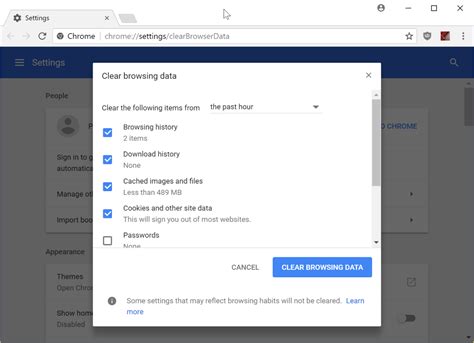 Settings
Chrome
chrome://settings/clearBrowserData
Settings
People
Clear browsing data
Clear the following items from
the past hour
Browsing history
2 items
Download history
None
Cached images and files
Less than 489 MB
Cookies and other site data
This will sign you out of most websites.
Passwords
None
CANCEL
CLEAR BROWSING DATA
Some settings that may reflect browsing habits will not be cleared. Learn
more
P
O CHROME
Sign in to g
automatica
Manage ot
Import boo
Appearance
Themes
Open Chro
Show hom
Disabled